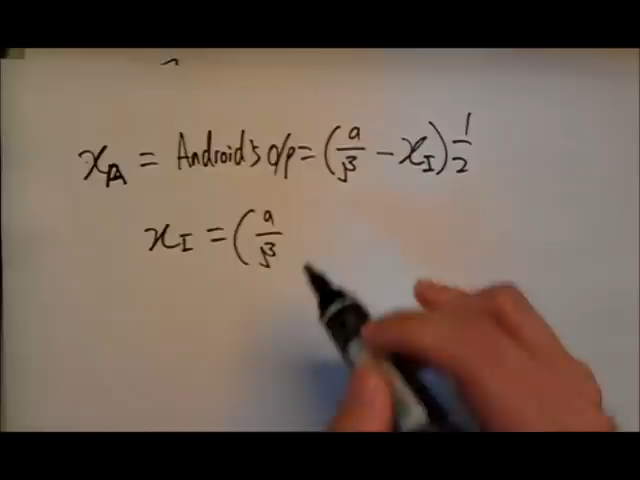 x_A = Android's o/p = (a/β - x_I) 1/2
x_I = (a/β